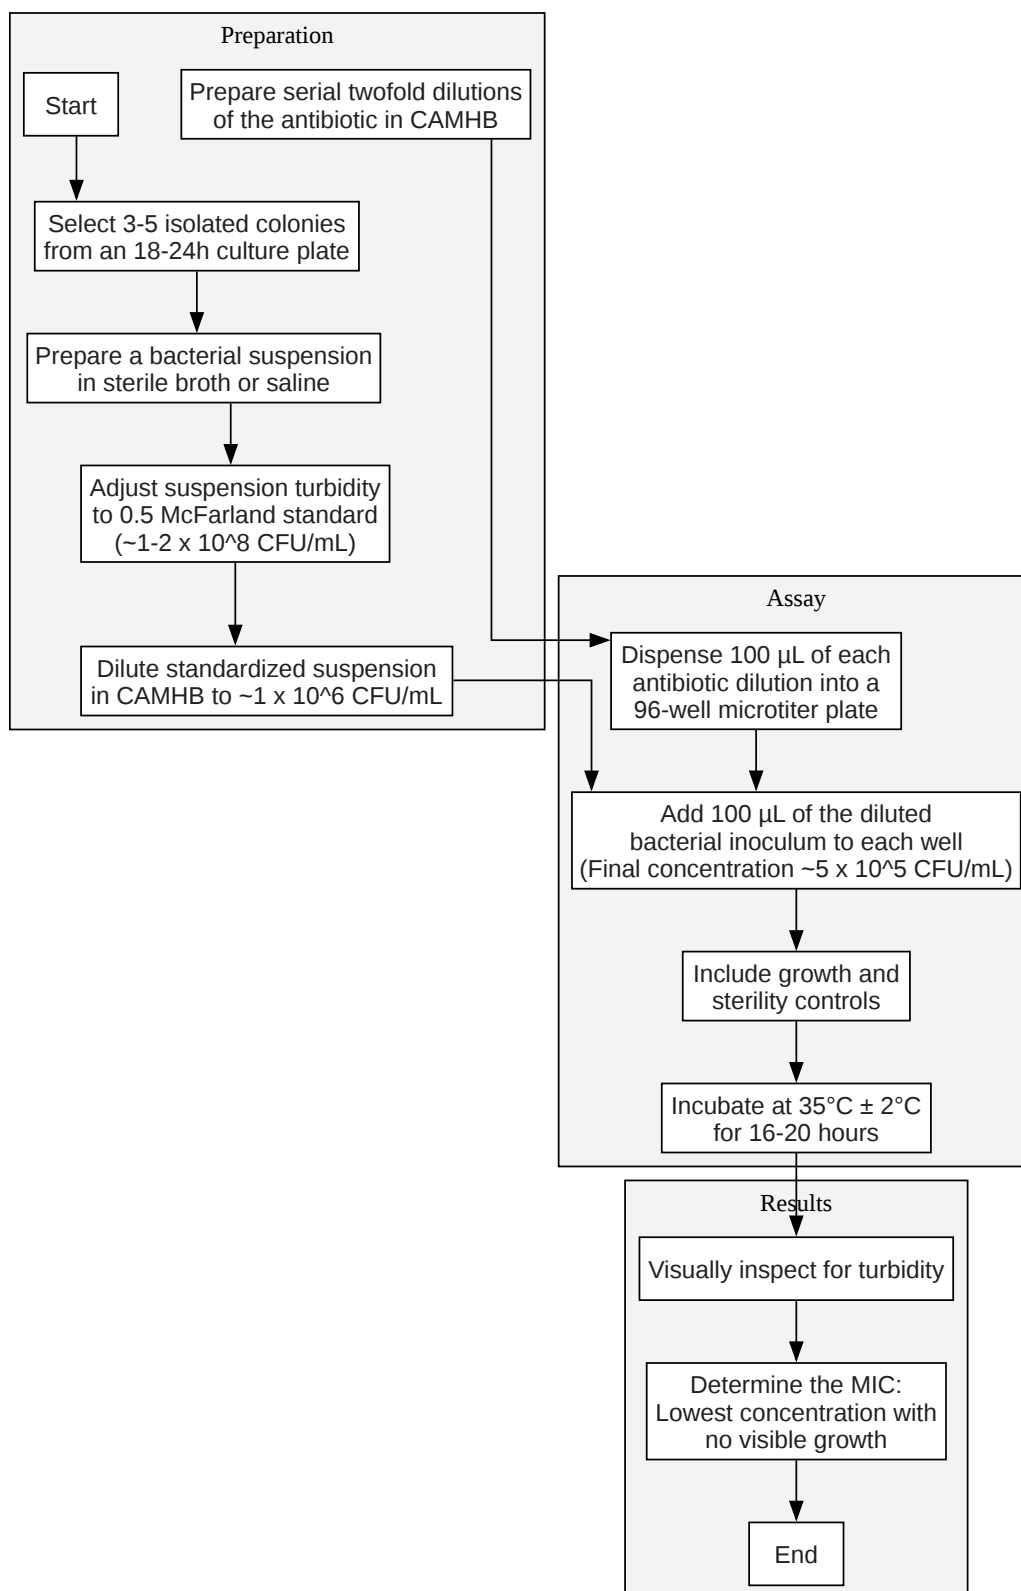 Preparation
Start
Prepare serial twofold dilutions
of the antibiotic in CAMHB
Select 3-5 isolated colonies
from an 18-24h culture plate
Prepare a bacterial suspension
in sterile broth or saline
Adjust suspension turbidity
to 0.5 McFarland standard
(~1-2 x 10^8 CFU/mL)
Dilute standardized suspension
in CAMHB to ~1 x 10^6 CFU/mL
Assay
Dispense 100 µL of each
antibiotic dilution into a
96-well microtiter plate
Add 100 µL of the diluted
bacterial inoculum to each well
(Final concentration ~5 x 10^5 CFU/mL)
Include growth and
sterility controls
Incubate at 35°C ± 2°C
for 16-20 hours
Results
Visually inspect for turbidity
Determine the MIC:
Lowest concentration with
no visible growth
End